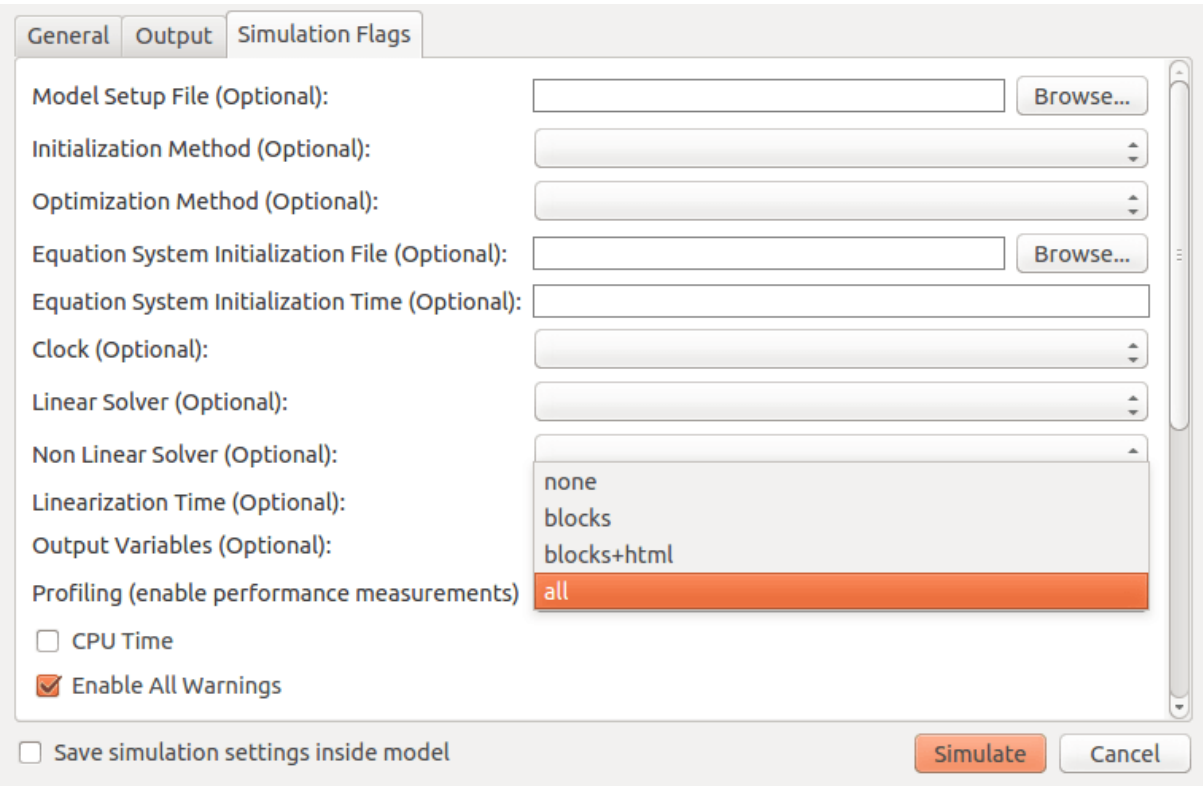 General Output Simulation Flags
Model Setup File (Optional): Browse...
Initialization Method (Optional):
Optimization Method (Optional):
Equation System Initialization File (Optional): Browse...
Equation System Initialization Time (Optional):
Clock (Optional):
Linear Solver (Optional):
Non Linear Solver (Optional):
none
Linearization Time (Optional):
blocks
Output Variables (Optional):
blocks+html
Profiling (enable performance measurements) all
CPU Time
Enable All Warnings
Save simulation settings inside model Simulate Cancel